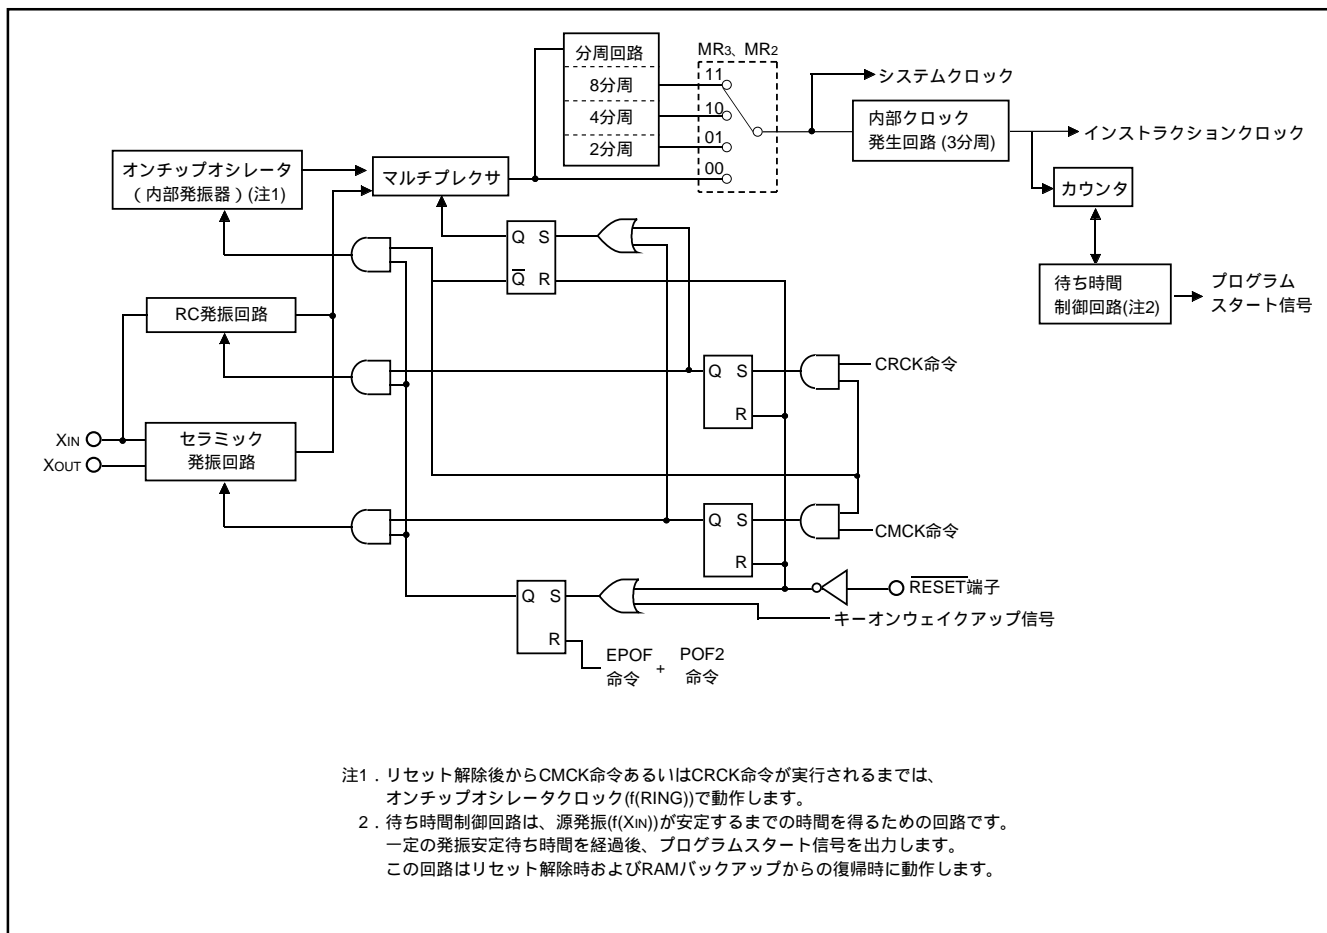 分周回路
8分周
4分周
2分周
MR3、MR2
11
10
01
00
システムクロック
内部クロック
発生回路 (3分周)
インストラクションクロック
カウンタ
待ち時間
制御回路(注2)
プログラム
スタート信号
オンチップオシレータ
（内部発振器）(注1)
マルチプレクサ
Q S
Q R
RC発振回路
Q S
R
CRCK命令
XIN
XOUT
セラミック
発振回路
Q S
R
CMCK命令
RESET端子
キーオンウェイクアップ信号
Q S
R
EPOF
命令
+
POF2
命令
注1．リセット解除後からCMCK命令あるいはCRCK命令が実行されるまでは、
オンチップオシレータクロック(f(RING))で動作します。
2．待ち時間制御回路は、源発振(f(XIN))が安定するまでの時間を得るための回路です。
一定の発振安定待ち時間を経過後、プログラムスタート信号を出力します。
この回路はリセット解除時およびRAMバックアップからの復帰時に動作します。